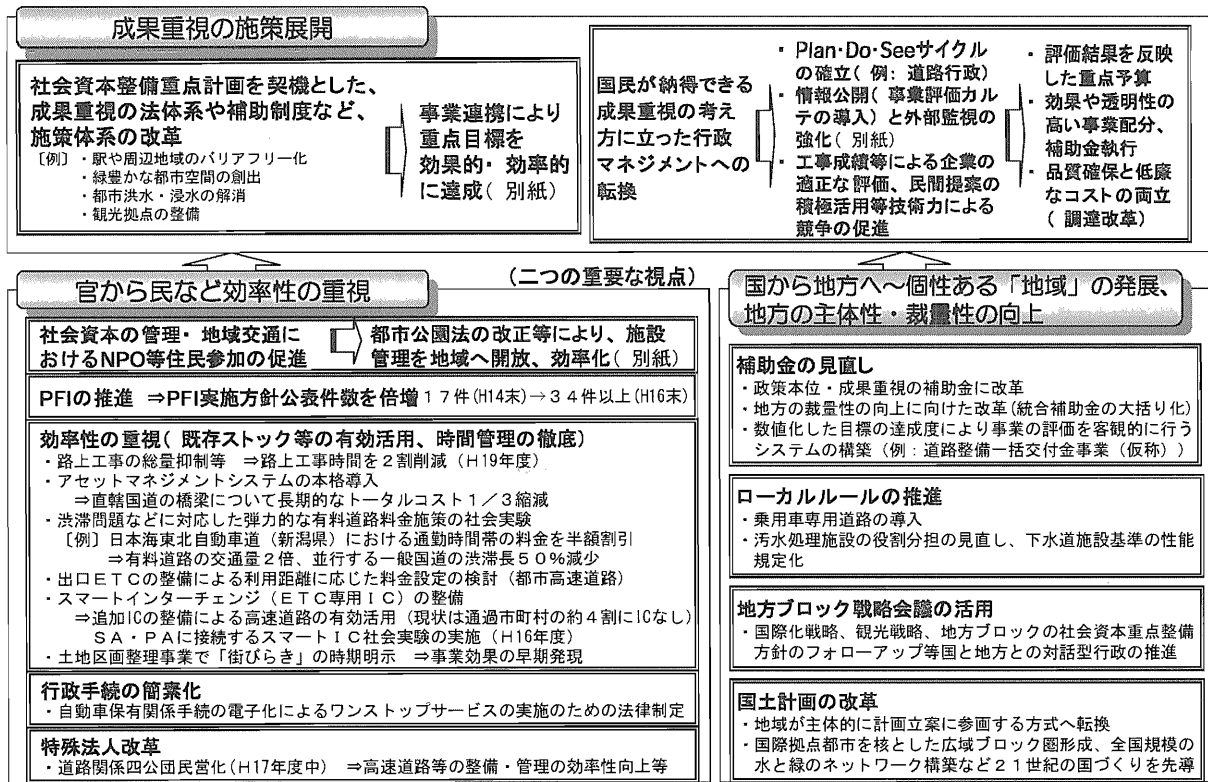 成果重視の施策展開
社会資本整備重点計画を契機とした、
成果重視の法体系や補助制度など、
施策体系の改革
〔例〕・駅や周辺地域のバリアフリー化
・緑豊かな都市空間の創出
・都市洪水・浸水の解消
・観光拠点の整備
事業連携により
重点目標を
効果的・効率的
に達成(別紙)
国民が納得できる
成果重視の考え
方に立った行政
マネジメントへの
転換
・Plan・Do・Seeサイクル
の確立(例:道路行政)
・情報公開(事業評価カル
テの導入)と外部監視の
強化(別紙)
・工事成績等による企業の
適正な評価、民間提案の
積極活用等技術力による
競争の促進
・評価結果を反映
した重点予算
・効果や透明性の
高い事業配分、
補助金執行
・品質確保と低廉
なコストの両立
(調達改革)
(二つの重要な視点)
官から民など効率性の重視
社会資本の管理・地域交通に
おけるNPO等住民参加の促進
都市公園法の改正等により、施設
管理を地域へ開放、効率化(別紙)
PFIの推進 ⇒PFI実施方針公表件数を倍増17件(H14末)→34件以上(H16末)
効率性の重視(既存ストック等の有効活用、時間管理の徹底)
・路上工事の総量抑制等 ⇒路上工事時間を2割削減(H19年度)
・アセットマネジメントシステムの本格導入
⇒直轄国道の橋梁について長期的なトータルコスト1/3縮減
・渋滞問題などに対応した弾力的な有料道路料金施策の社会実験
〔例〕日本海東北自動車道(新潟県)における通勤時間帯の料金を半額割引
⇒有料道路の交通量2倍、並行する一般国道の渋滞長50%減少
・出口ETCの整備による利用距離に応じた料金設定の検討(都市高速道路)
・スマートインターチェンジ(ETC専用IC)の整備
⇒追加ICの整備による高速道路の有効活用(現状は通過市町村の約4割にICなし)
SA・PAに接続するスマートIC社会実験の実施(H16年度)
・土地区画整理事業で「街びらき」の時期明示 ⇒事業効果の早期発現
行政手続の簡素化
・自動車保有関係手続の電子化によるワンストップサービスの実施のための法律制定
特殊法人改革
・道路関係四公団民営化(H17年度中) ⇒高速道路等の整備・管理の効率性向上等
国から地方へ~個性ある「地域」の発展、
地方の主体性・裁量性の向上
補助金の見直し
・政策本位・成果重視の補助金に改革
・地方の裁量性の向上に向けた改革(統合補助金の大括り化)
・数値化した目標の達成度により事業の評価を客観的に行う
システムの構築(例:道路整備一括交付金事業(仮称))
ローカルルールの推進
・乗用車専用道路の導入
・汚水処理施設の役割分担の見直し、下水道施設基準の性能
規定化
地方ブロック戦略会議の活用
・国際化戦略、観光戦略、地方ブロックの社会資本重点整備
方針のフォローアップ等国と地方との対話型行政の推進
国土計画の改革
・地域が主体的に計画立案に参画する方式へ転換
・国際拠点都市を核とした広域ブロック圏形成、全国規模の
水と緑のネットワーク構築など21世紀の国づくりを先導